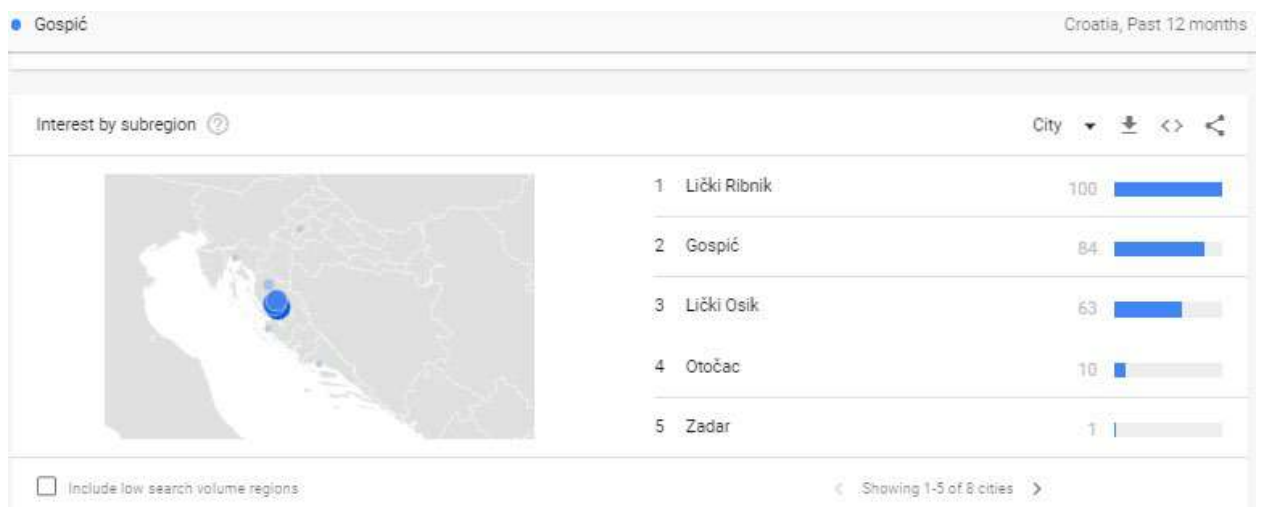 Gospić Croatia, Past 12 months
Interest by subregion City
1 Lički Ribnik 100
2 Gospić 84
3 Lički Osik 63
4 Otočac 10
5 Zadar 1
Include low search volume regions Showing 1-5 of 8 cities